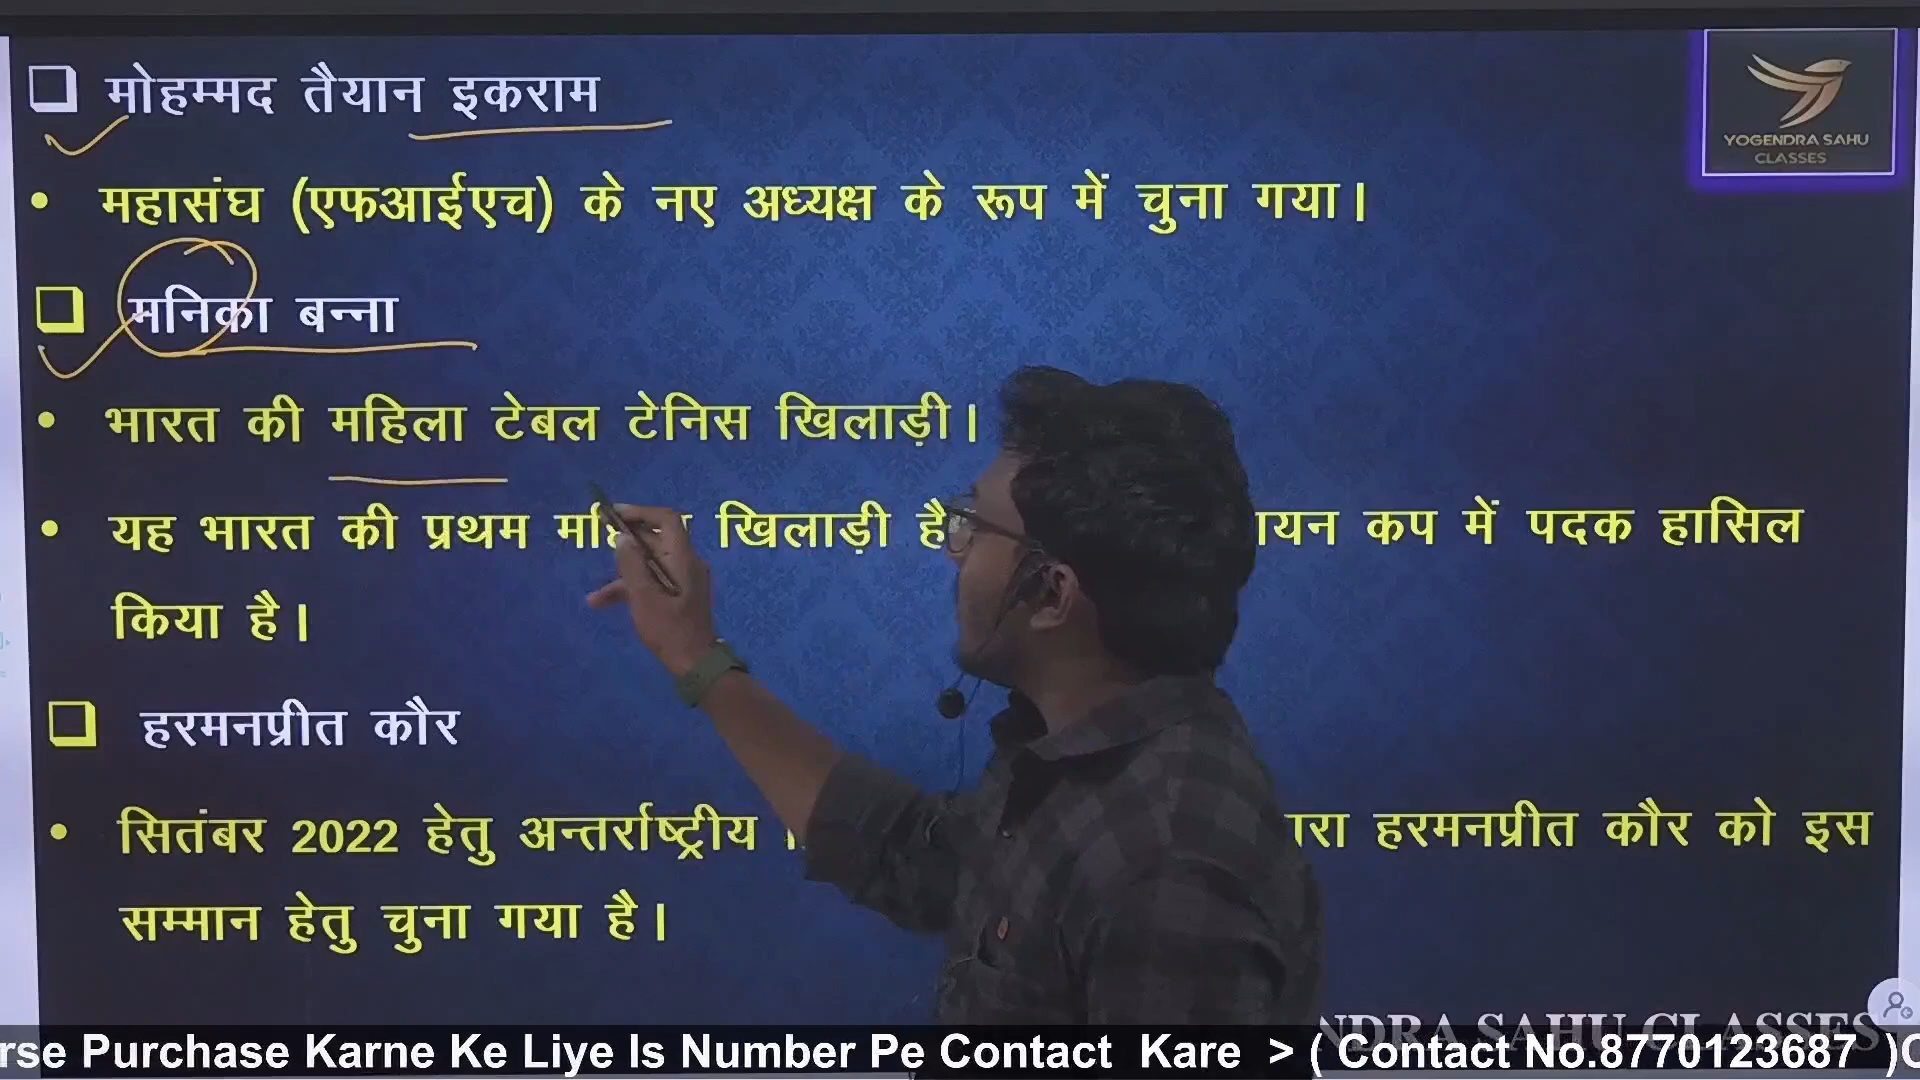 मोहम्मद तैयान इकराम
YOGENDRA SAHU
CLASSES
महासंघ (एफआईएच) के नए अध्यक्ष के रूप में चुना गया।
मनिका बन्ना
भारत की महिला टेबल टेनिस खिलाड़ी।
यह भारत की प्रथम खिलाड़ी कप में पदक हासिल
किया है।
हरमनप्रीत कौर
सितंबर 2022 हेतु अन्तर्राष्ट्रीय हरमनप्रीत कौर को इस
सम्मान हेतु चुना गया है।
SAHU CLASSES
Purchase Karne Ke Liye Is Number Pe Contact Kare > ( Contact No.8770123687 )